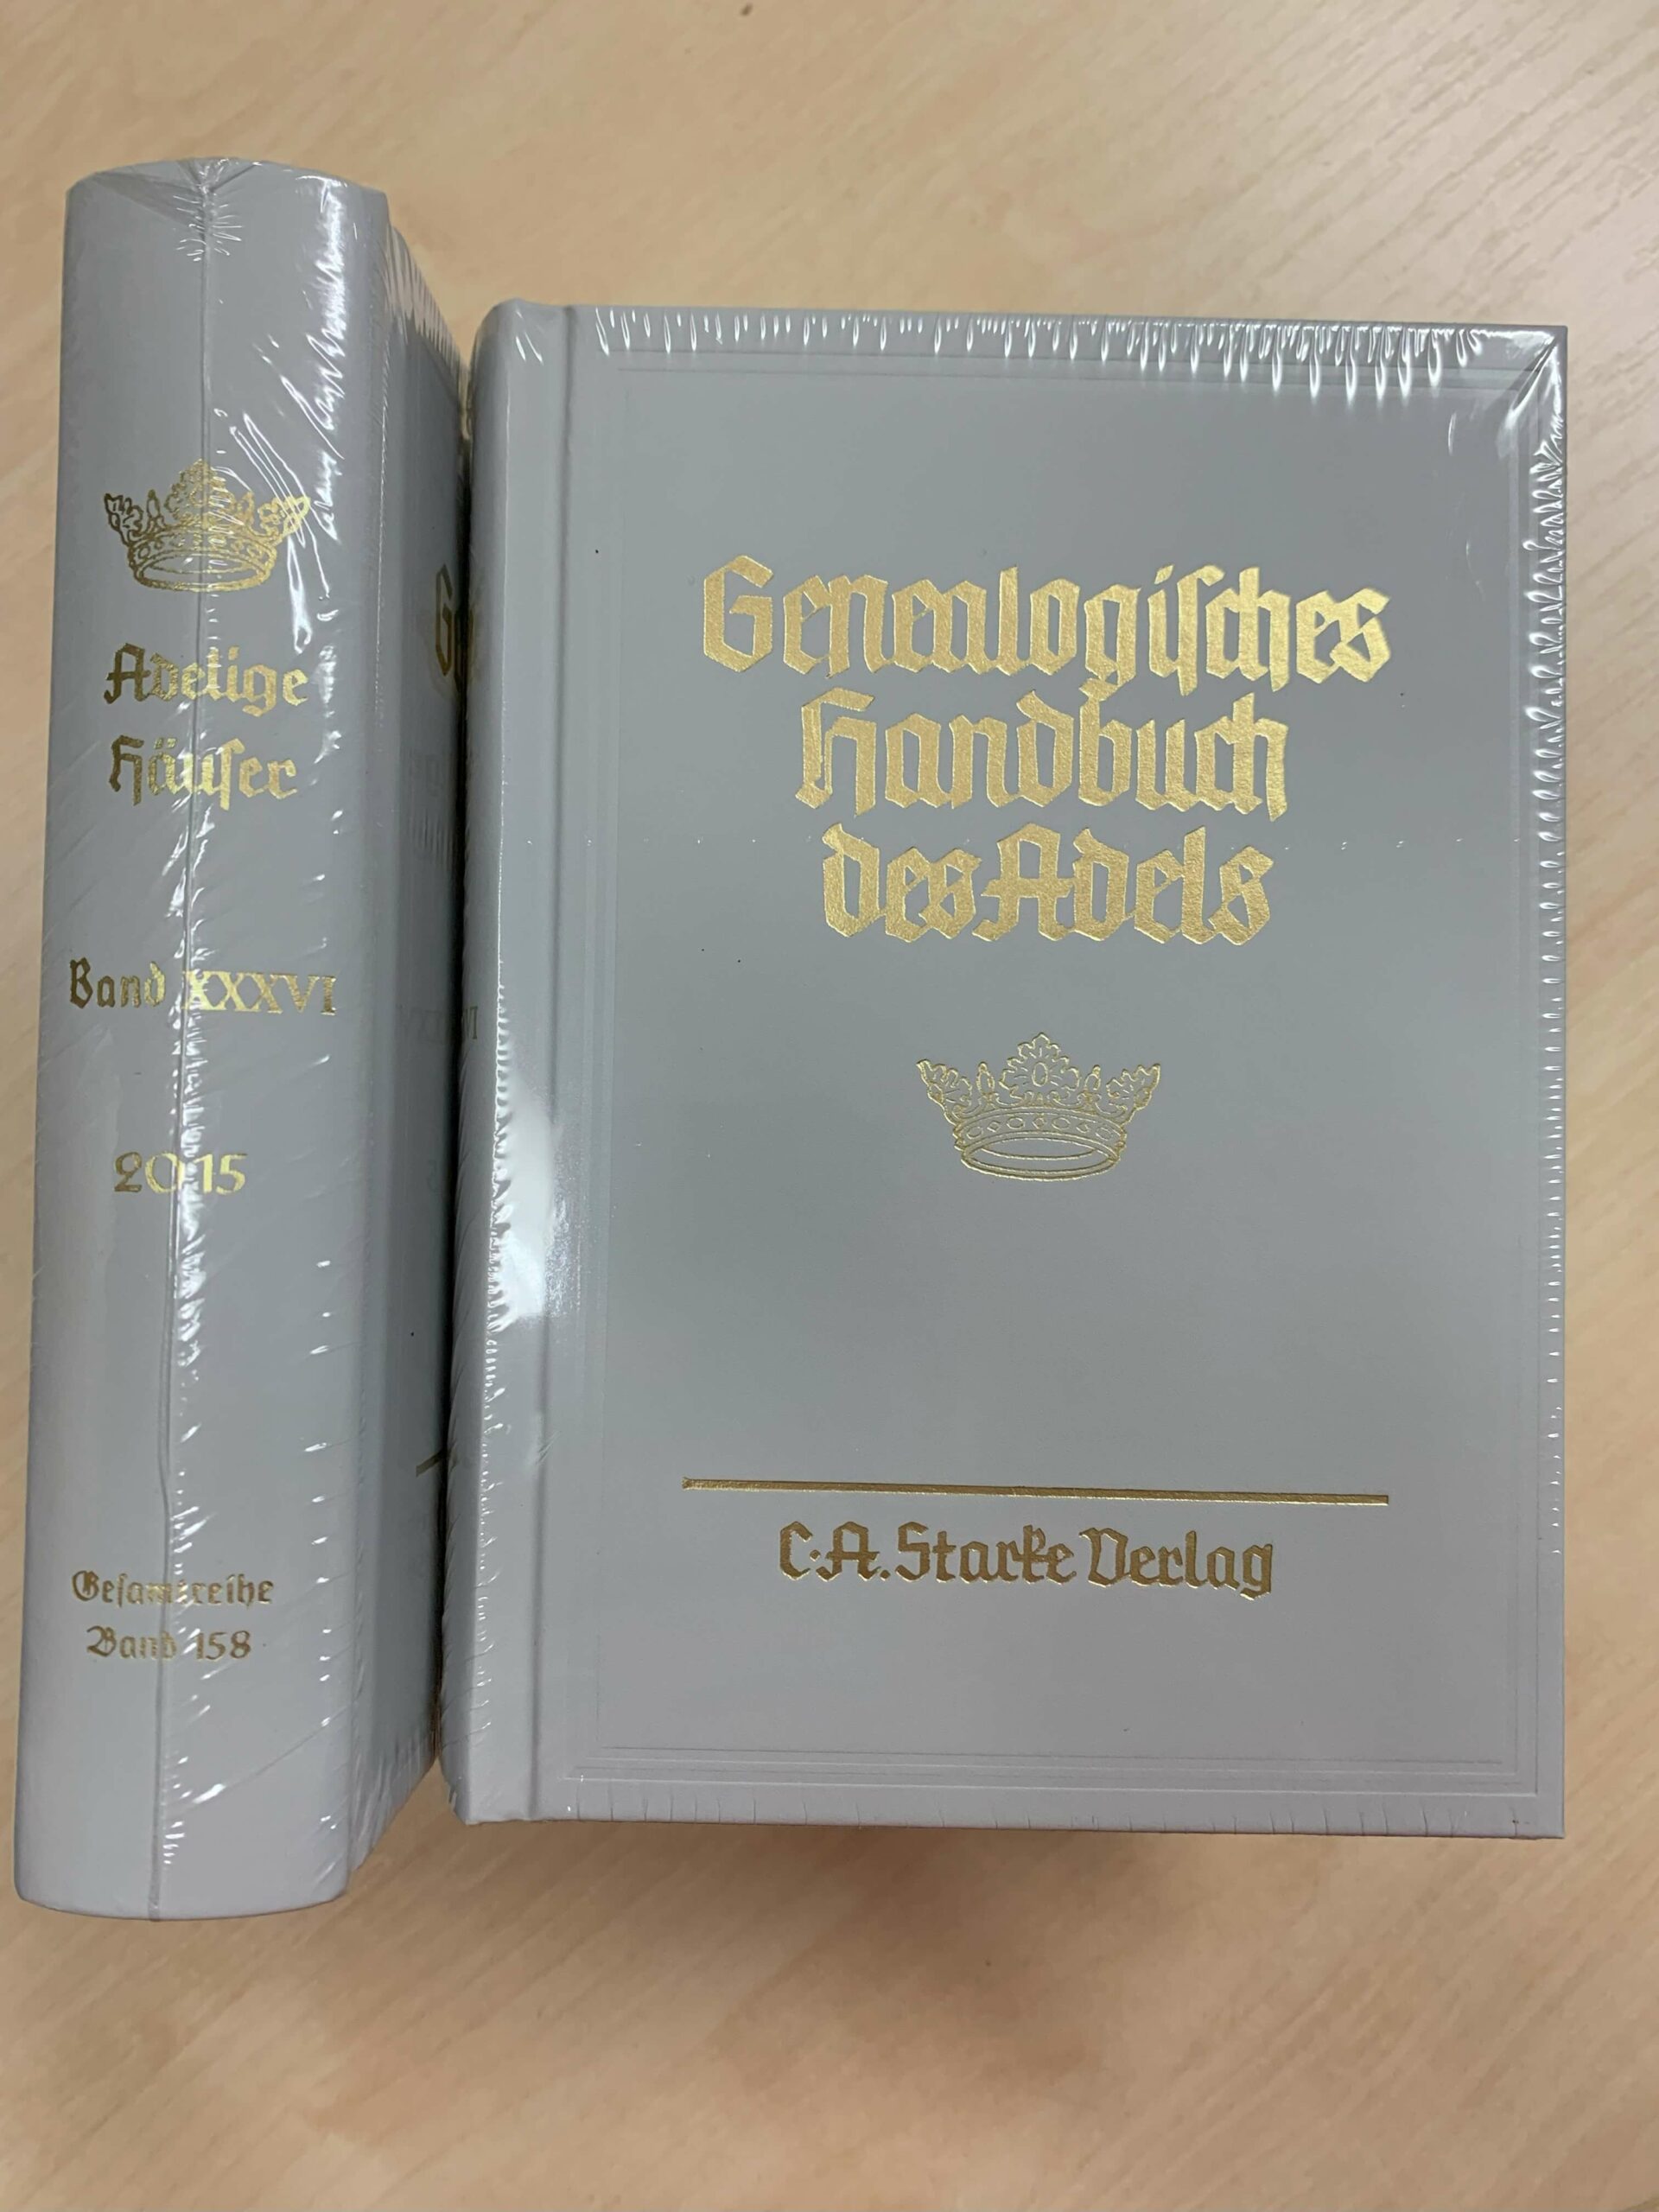 Adelige
Häuſer
Band XXXVI
2015
Geſamtreihe
Band 158
Genealogiſches
Handbuch
des Adels
C. A. Starke Verlag